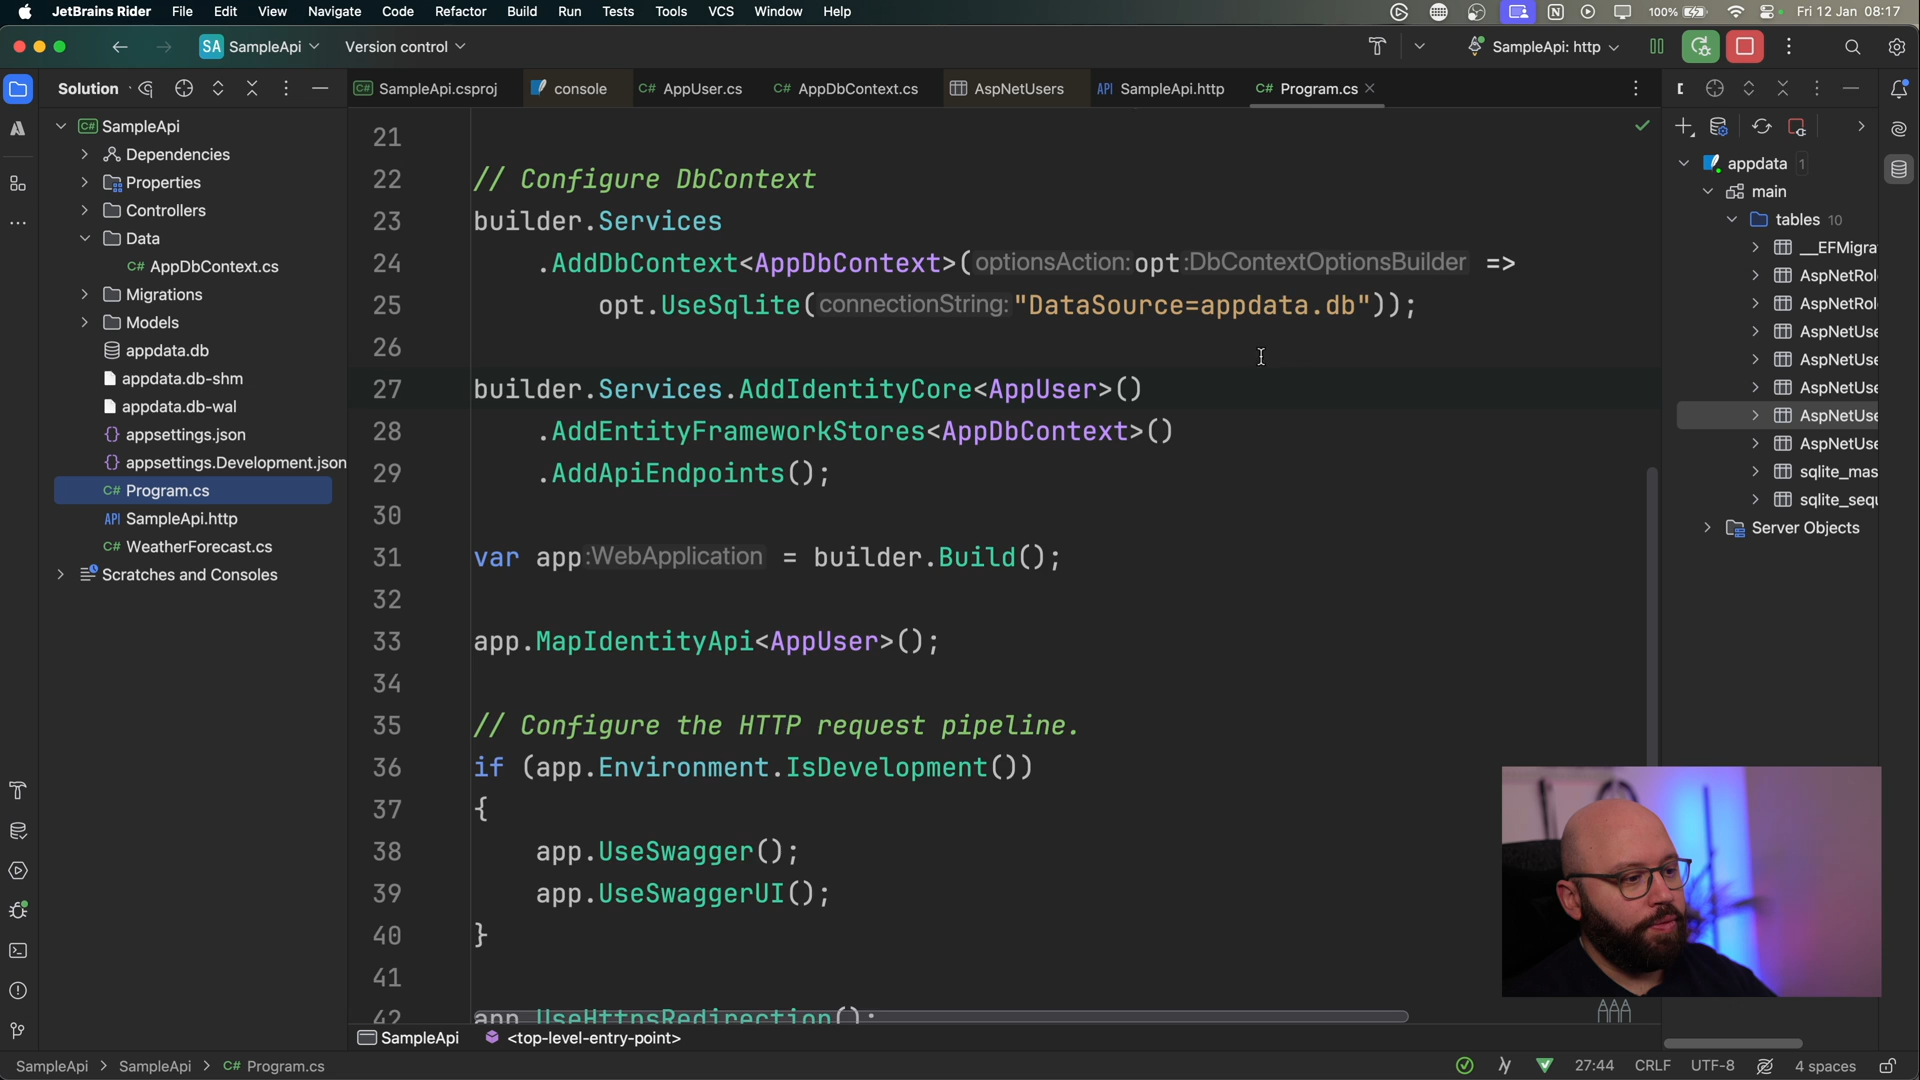 JetBrains Rider File Edit View Navigate Code Refactor Build Run Tests Tools VCS Window Help 100% Fri 12 Jan 08:17
SA SampleApi Version control SampleApi: http
Solution
SampleApi
Dependencies
Properties
Controllers
Data
C# AppDbContext.cs
Migrations
Models
appdata.db
appdata.db-shm
appdata.db-wal
{} appsettings.json
{} appsettings.Development.json
C# Program.cs
API SampleApi.http
C# WeatherForecast.cs
Scratches and Consoles
C# SampleApi.csproj console C# AppUser.cs C# AppDbContext.cs AspNetUsers API SampleApi.http C# Program.cs
21
22 // Configure DbContext
23 builder.Services
24 .AddDbContext<AppDbContext>(optionsAction: opt:DbContextOptionsBuilder =>
25 opt.UseSqlite(connectionString: "DataSource=appdata.db"));
26
27 builder.Services.AddIdentityCore<AppUser>()
28 .AddEntityFrameworkStores<AppDbContext>()
29 .AddApiEndpoints();
30
31 var app:WebApplication = builder.Build();
32
33 app.MapIdentityApi<AppUser>();
34
35 // Configure the HTTP request pipeline.
36 if (app.Environment.IsDevelopment())
37 {
38 app.UseSwagger();
39 app.UseSwaggerUI();
40 }
41
42 app.UseHttpsRedirection();
appdata 1
main
tables 10
__EFMigra
AspNetRol
AspNetRol
AspNetUse
AspNetUse
AspNetUse
AspNetUse
AspNetUse
sqlite_mas
sqlite_sequ
Server Objects
SampleApi <top-level-entry-point>
SampleApi > SampleApi > C# Program.cs 27:44 CRLF UTF-8 4 spaces